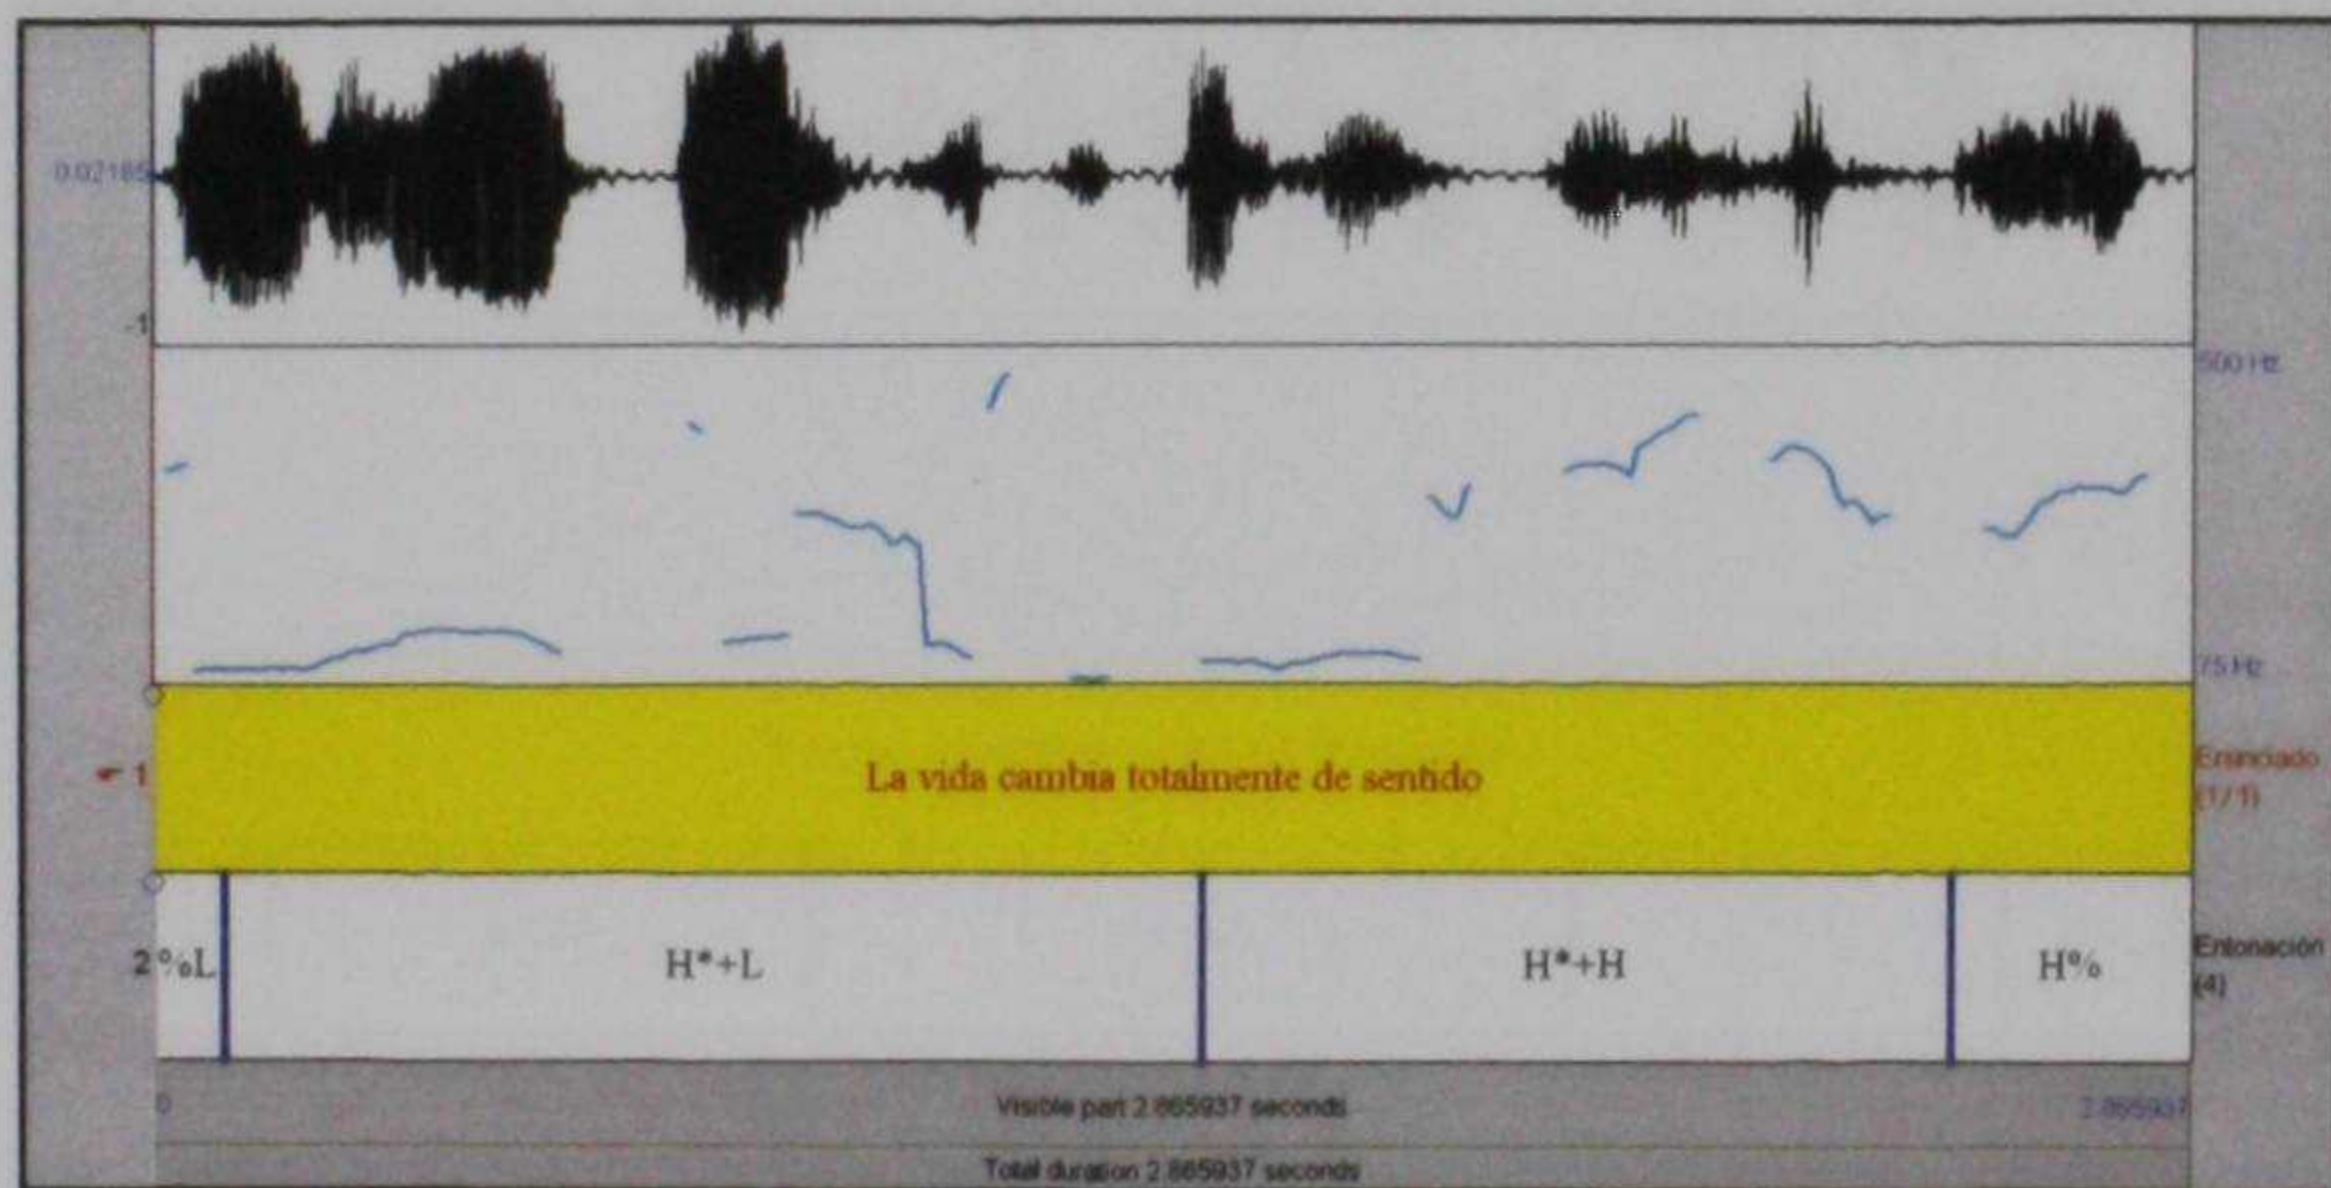 0.02185
-1
500 Hz
75 Hz
1
La vida cambia totalmente de sentido
Enunciado
(1/1)
2 %L
H*+L
H*+H
H%
Entonación
(4)
0
Visible part 2.865937 seconds
2.865937
Total duration 2.865937 seconds